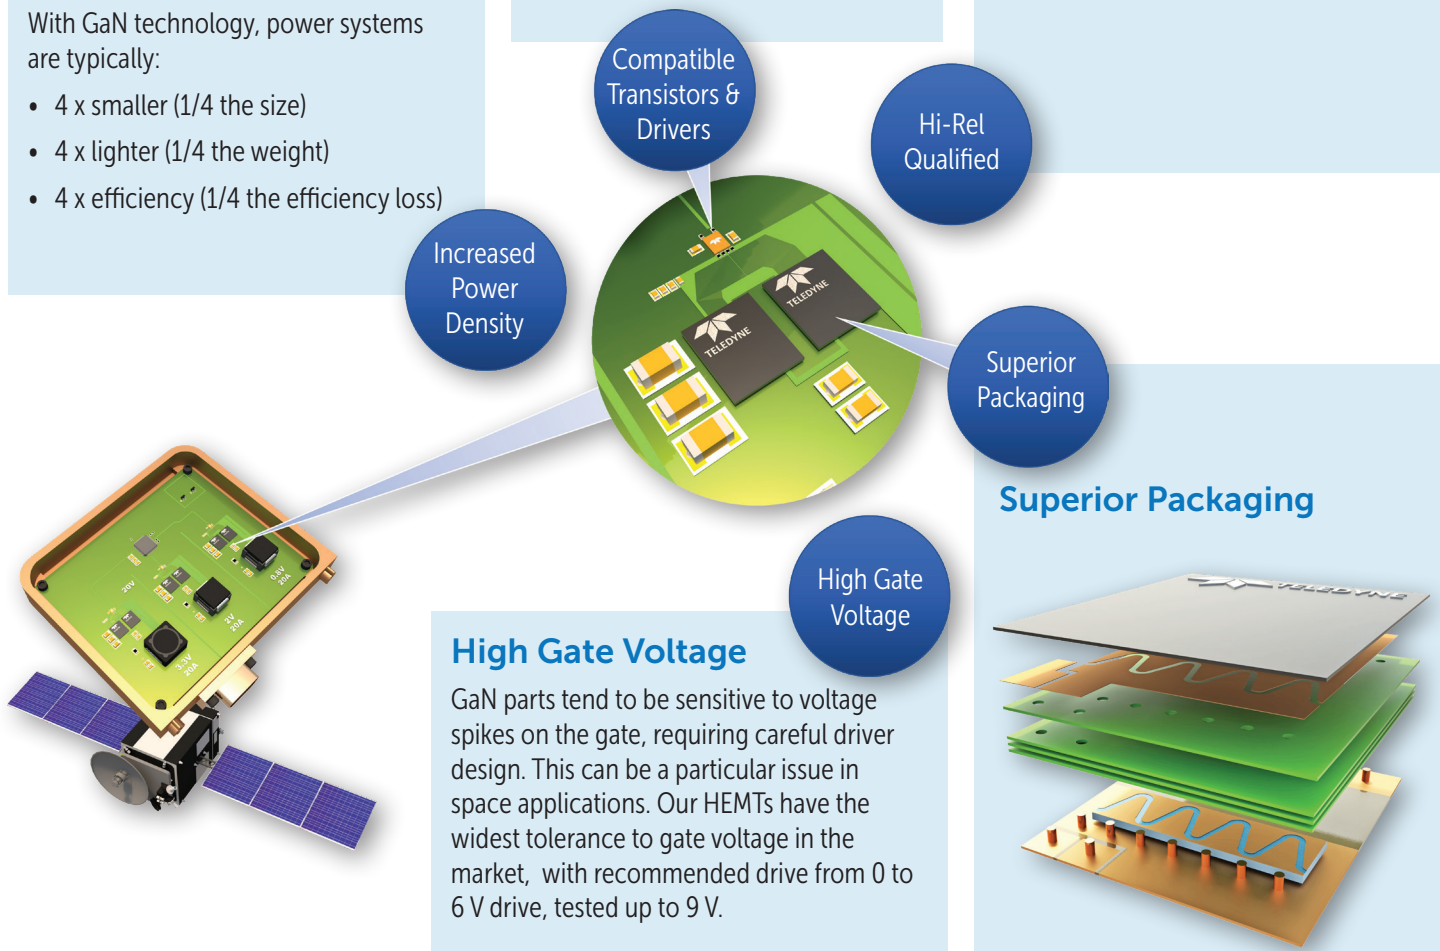 With GaN technology, power systems
are typically:
• 4 x smaller (1/4 the size)
• 4 x lighter (1/4 the weight)
• 4 x efficiency (1/4 the efficiency loss)
Compatible
Transistors &
Drivers
Hi-Rel
Qualified
Increased
Power
Density
TELEDYNE
TELEDYNE
Superior
Packaging
Superior Packaging
TELEDYNE
High Gate
Voltage
20V
0.8V
20A
2V
20A
3.3V
20A
High Gate Voltage
GaN parts tend to be sensitive to voltage
spikes on the gate, requiring careful driver
design. This can be a particular issue in
space applications. Our HEMTs have the
widest tolerance to gate voltage in the
market,  with recommended drive from 0 to
6 V drive, tested up to 9 V.